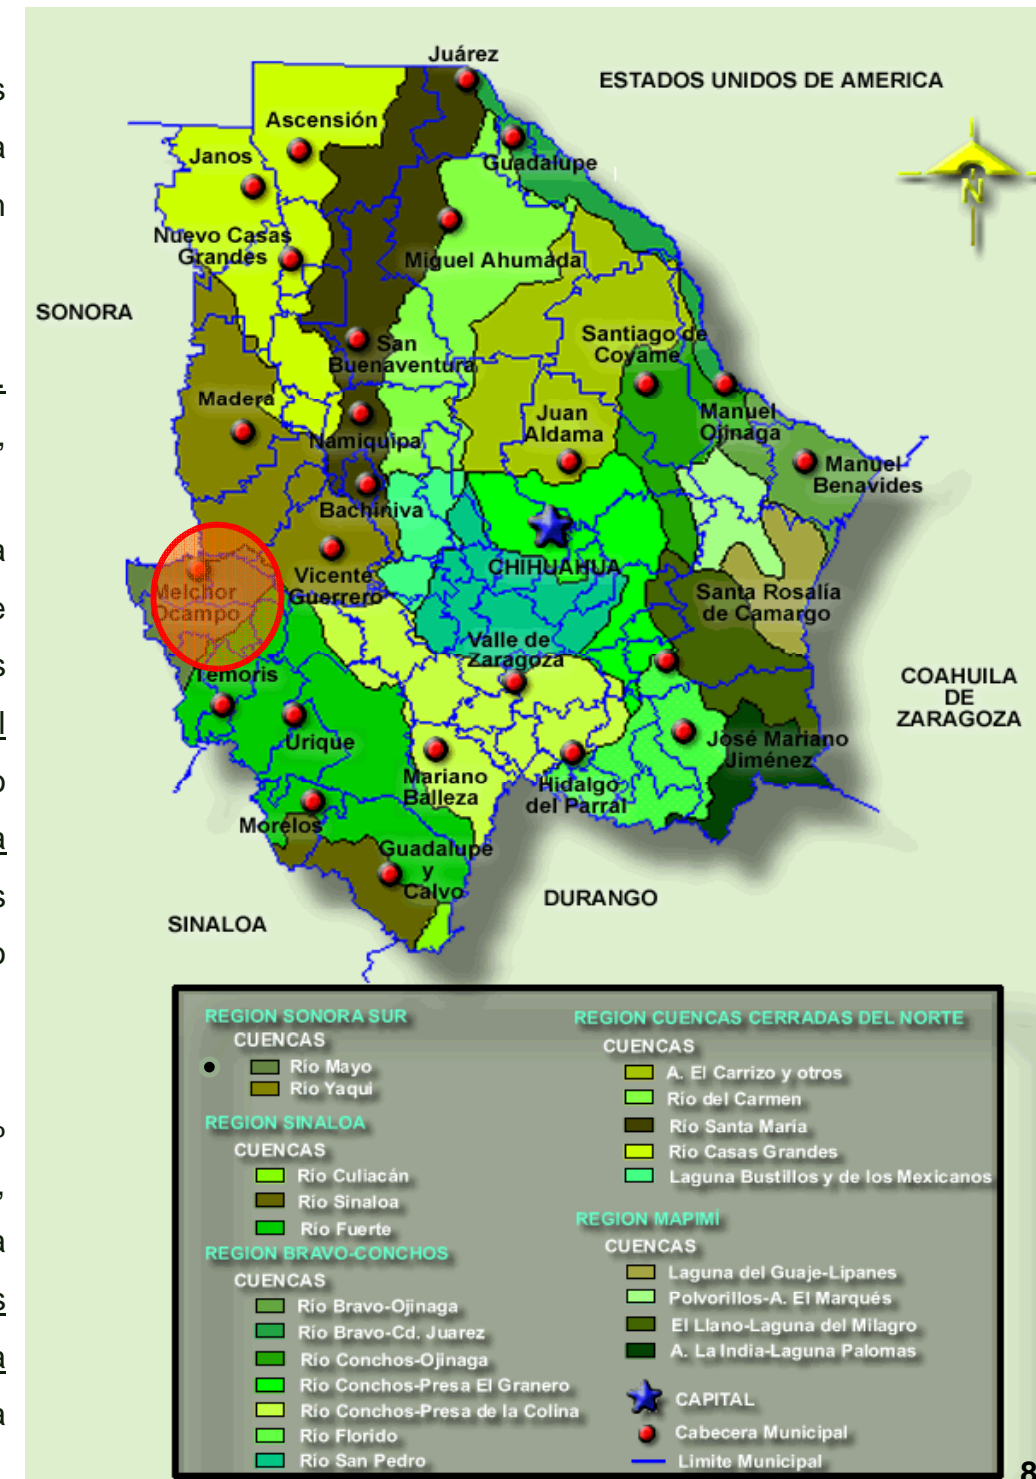 Juárez
ESTADOS UNIDOS DE AMERICA
Ascensión
Janos
Guadalupe
N
Nuevo Casas
Grandes
Miguel Ahumada
SONORA
Santiago de
Coyame
San
Buenaventura
Madera
Juan
Aldama
Manuel
Ojinaga
Namiquipa
Manuel
Benavides
Bachiniva
CHIHUAHUA
Vicente
Guerrero
Melchor
Ocampo
Santa Rosalía
de Camargo
Valle de
Zaragoza
Témoris
COAHUILA
DE
ZARAGOZA
Urique
José Mariano
Jiménez
Mariano
Balleza
Hidalgo
del Parral
Morelos
Guadalupe
y
Calvo
DURANGO
SINALOA
REGION SONORA SUR
CUENCAS
Río Mayo
Río Yaqui
REGION SINALOA
CUENCAS
Río Culiacán
Río Sinaloa
Río Fuerte
REGION BRAVO-CONCHOS
CUENCAS
Río Bravo-Ojinaga
Río Bravo-Cd. Juarez
Río Conchos-Ojinaga
Río Conchos-Presa El Granero
Río Conchos-Presa de la Colina
Río Florido
Río San Pedro
REGION CUENCAS CERRADAS DEL NORTE
CUENCAS
A. El Carrizo y otros
Río del Carmen
Río Santa María
Río Casas Grandes
Laguna Bustillos y de los Mexicanos
REGION MAPIMÍ
CUENCAS
Laguna del Guaje-Lipanes
Polvorillos-A. El Marqués
El Llano-Laguna del Milagro
A. La India-Laguna Palomas
CAPITAL
Cabecera Municipal
Limite Municipal